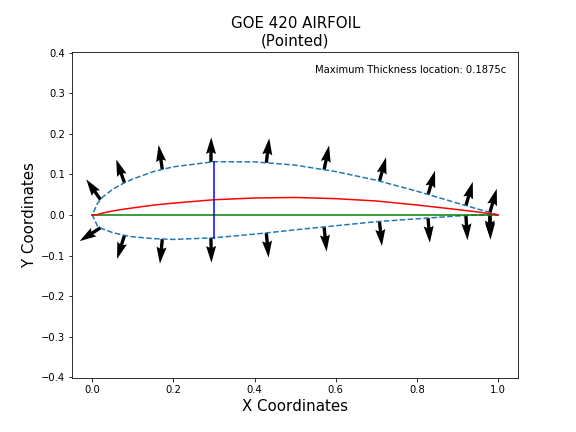 GOE 420 AIRFOIL
(Pointed)
Maximum Thickness location: 0.1875c
0.4
0.3
0.2
0.1
0.0
−0.1
−0.2
−0.3
−0.4
Y Coordinates
0.0 0.2 0.4 0.6 0.8 1.0
X Coordinates